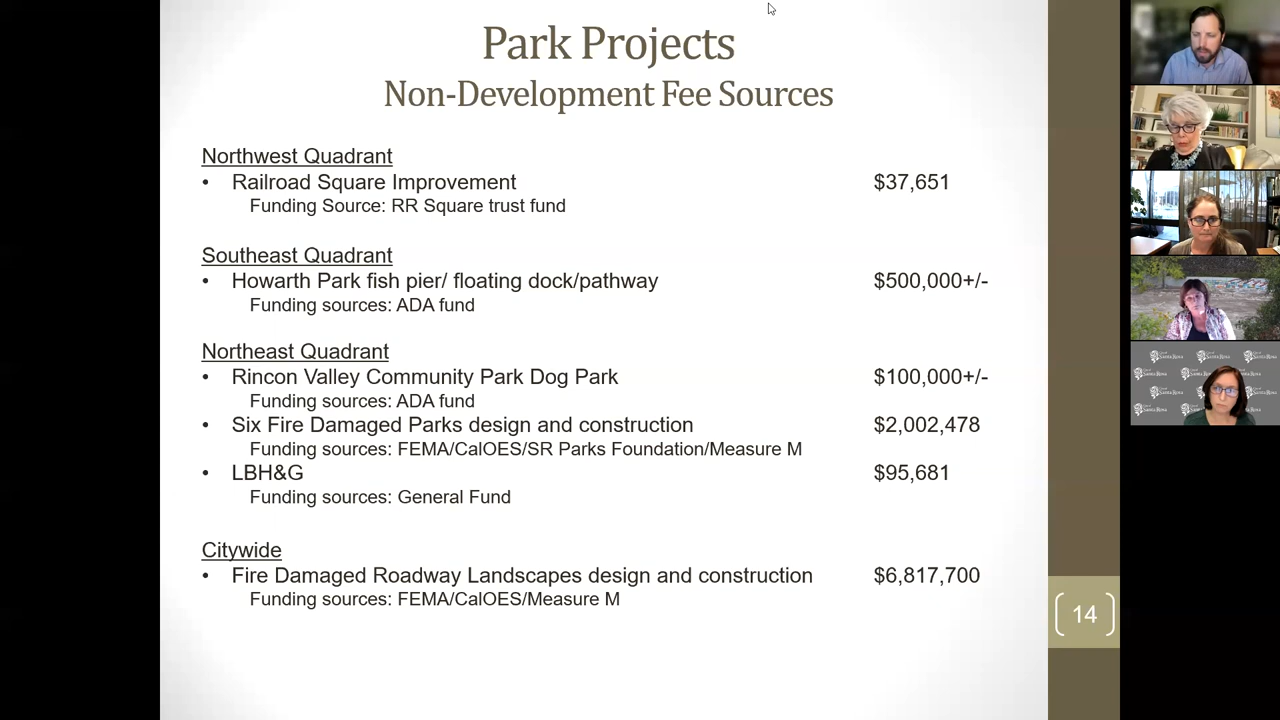 Park Projects
Non-Development Fee Sources
Northwest Quadrant
• Railroad Square Improvement $37,651
Funding Source: RR Square trust fund
Southeast Quadrant
• Howarth Park fish pier/ floating dock/pathway $500,000+/-
Funding sources: ADA fund
Northeast Quadrant
• Rincon Valley Community Park Dog Park $100,000+/-
Funding sources: ADA fund
• Six Fire Damaged Parks design and construction $2,002,478
Funding sources: FEMA/CalOES/SR Parks Foundation/Measure M
• LBH&G $95,681
Funding sources: General Fund
Citywide
• Fire Damaged Roadway Landscapes design and construction $6,817,700
Funding sources: FEMA/CalOES/Measure M
14